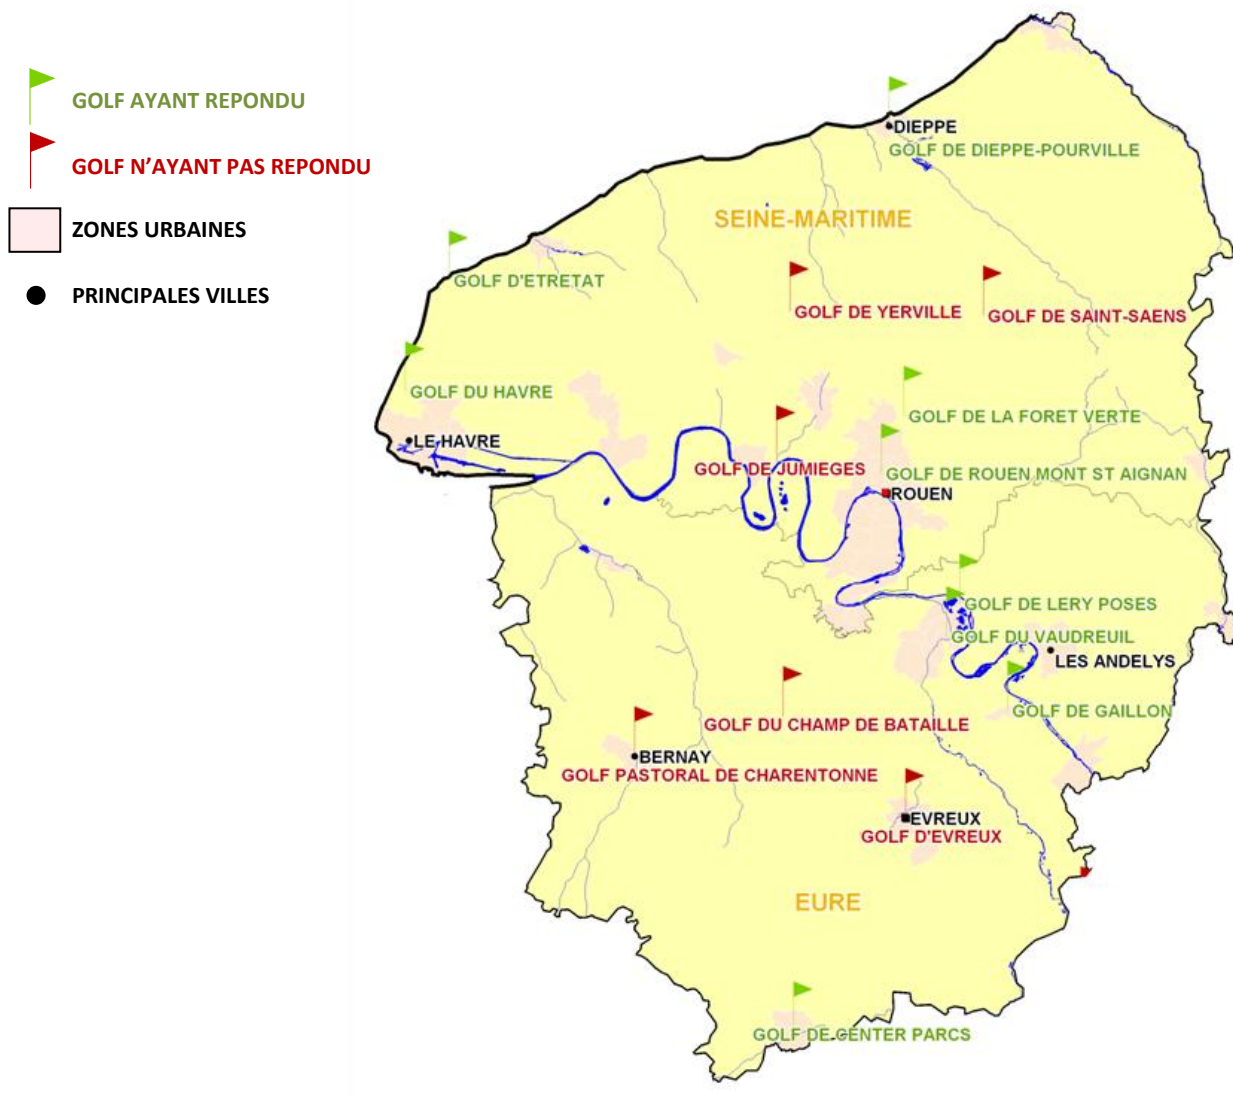 GOLF AYANT REPONDU
GOLF N'AYANT PAS REPONDU
ZONES URBAINES
PRINCIPALES VILLES
DIEPPE
GOLF DE DIEPPE-POURVILLE
SEINE-MARITIME
GOLF D'ETRETAT
GOLF DE YERVILLE
GOLF DE SAINT-SAENS
GOLF DU HAVRE
GOLF DE LA FORET VERTE
LE HAVRE
GOLF DE JUMIEGES
GOLF DE ROUEN MONT ST AIGNAN
ROUEN
GOLF DE LERY POSES
GOLF DU VAUDREUIL
LES ANDELYS
GOLF DE GAILLON
GOLF DU CHAMP DE BATAILLE
BERNAY
GOLF PASTORAL DE CHARENTONNE
EVREUX
GOLF D'EVREUX
EURE
GOLF DE CENTER PARCS